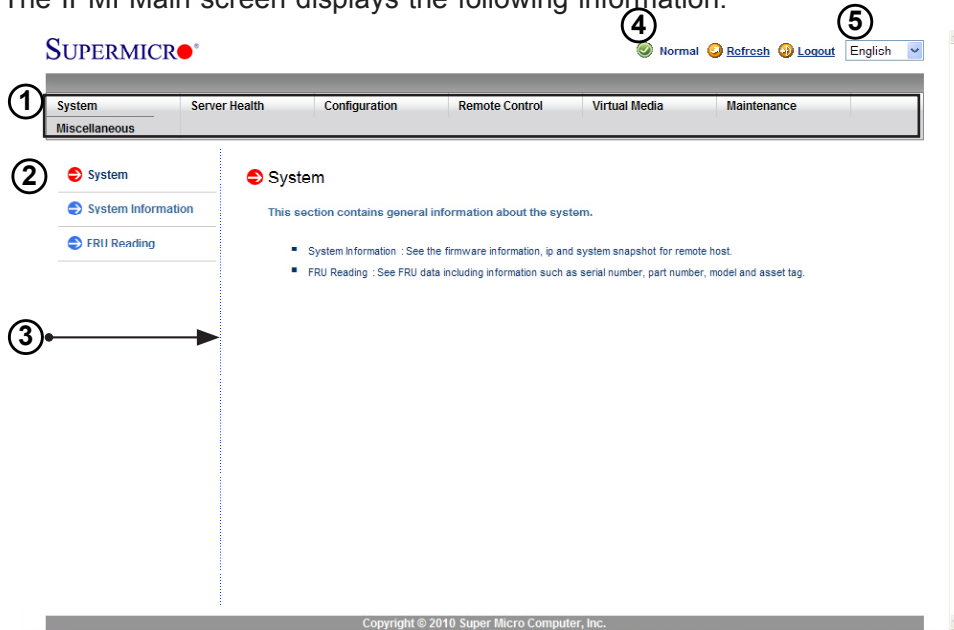 The IPMI Main screen displays the following information:
4
5
SUPERMICRO®
Normal Refresh Logout English
1
System Server Health Configuration Remote Control Virtual Media Maintenance
Miscellaneous
2
System
System Information
FRU Reading
System
This section contains general information about the system.
System Information : See the firmware information, ip and system snapshot for remote host.
FRU Reading : See FRU data including information such as serial number, part number, model and asset tag.
3
Copyright © 2010 Super Micro Computer, Inc.